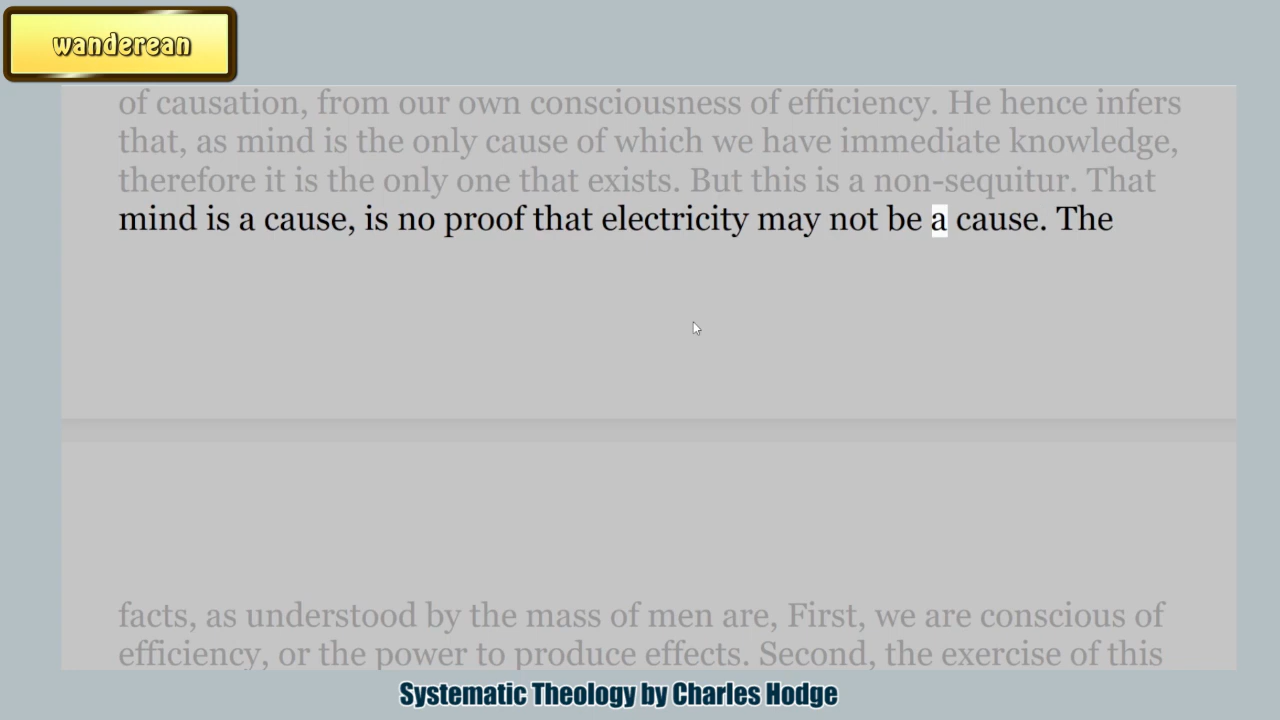 wanderean
of causation, from our own consciousness of efficiency. He hence infers
that, as mind is the only cause of which we have immediate knowledge,
therefore it is the only one that exists. But this is a non-sequitur. That
mind is a cause, is no proof that electricity may not be a cause. The
facts, as understood by the mass of men are, First, we are conscious of
efficiency, or the power to produce effects. Second, the exercise of this
Systematic Theology by Charles Hodge